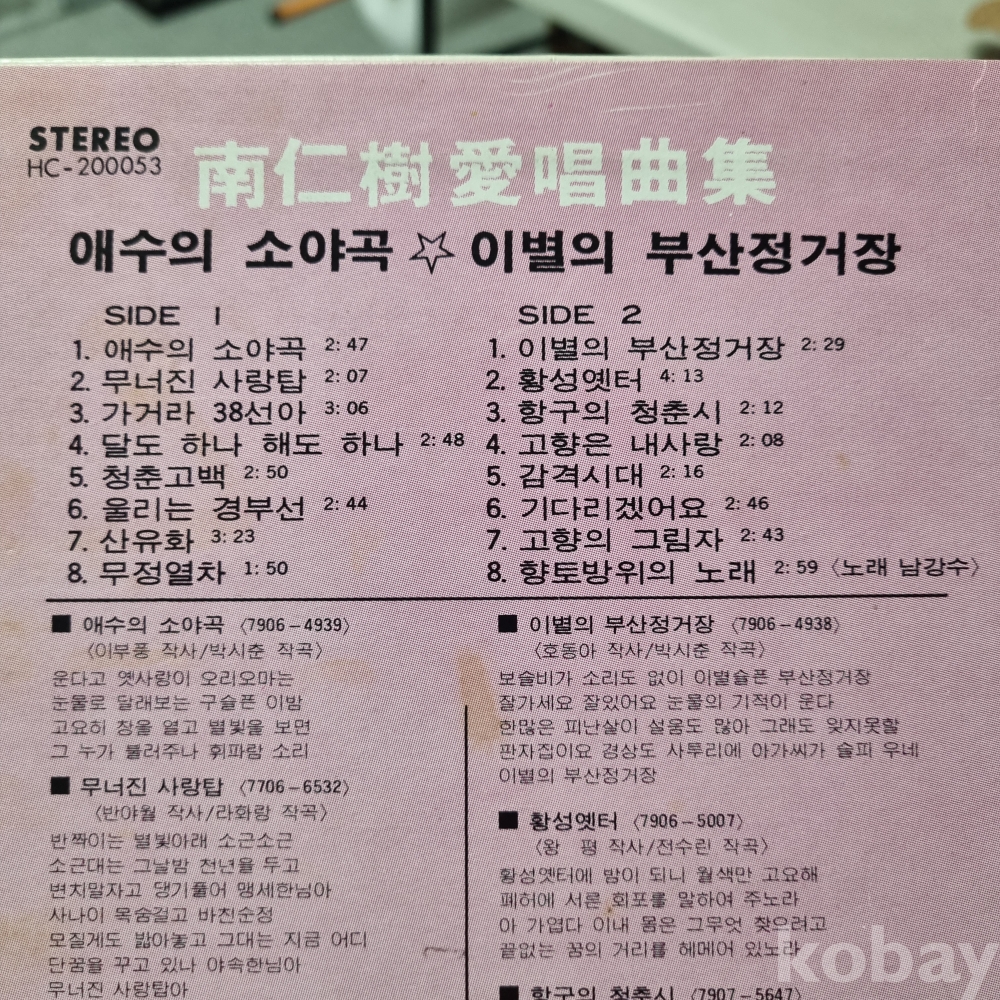 STEREO
HC-200053
南仁樹愛唱曲集
애수의 소야곡 ☆ 이별의 부산정거장
SIDE 1
1. 애수의 소야곡 2:47
2. 무너진 사랑탑 2:07
3. 가거라 38선아 3:06
4. 달도 하나 해도 하나 2:48
5. 청춘고백 2:50
6. 울리는 경부선 2:44
7. 산유화 3:23
8. 무정열차 1:50
SIDE 2
1. 이별의 부산정거장 2:29
2. 황성옛터 4:13
3. 항구의 청춘시 2:12
4. 고향은 내사랑 2:08
5. 감격시대 2:16
6. 기다리겠어요 2:46
7. 고향의 그림자 2:43
8. 향토방위의 노래 2:59 〈노래 남강수〉
■ 애수의 소야곡 〈7906-4939〉
〈이부풍 작사/박시춘 작곡〉
운다고 옛사랑이 오리오마는
눈물로 달래보는 구슬픈 이밤
고요히 창을 열고 별빛을 보면
그 누가 불러주나 휘파람 소리
■ 무너진 사랑탑 〈7706-6532〉
〈반야월 작사/라화랑 작곡〉
반짝이는 별빛아래 소근소근
소근대는 그날밤 천년을 두고
변치말자고 댕기풀어 맹세한님아
사나이 목숨걸고 바친순정
모질게도 밟아놓고 그대는 지금 어디
단꿈을 꾸고 있나 야속한님아
무너진 사랑탑아
■ 이별의 부산정거장 〈7906-4938〉
〈호동아 작사/박시춘 작곡〉
보슬비가 소리도 없이 이별슬픈 부산정거장
잘가세요 잘있어요 눈물의 기적이 운다
한많은 피난살이 설움도 많아 그래도 잊지못할
판자집이요 경상도 사투리에 아가씨가 슬피 우네
이별의 부산정거장
■ 황성옛터 〈7906-5007〉
〈왕 평 작사/전수린 작곡〉
황성옛터에 밤이 되니 월색만 고요해
폐허에 서른 회포를 말하여 주노라
아 가엽다 이내 몸은 그무엇 찾으려고
끝없는 꿈의 거리를 헤메어 있노라
■ 항구의 청춘시 〈7907-5647〉
kobay